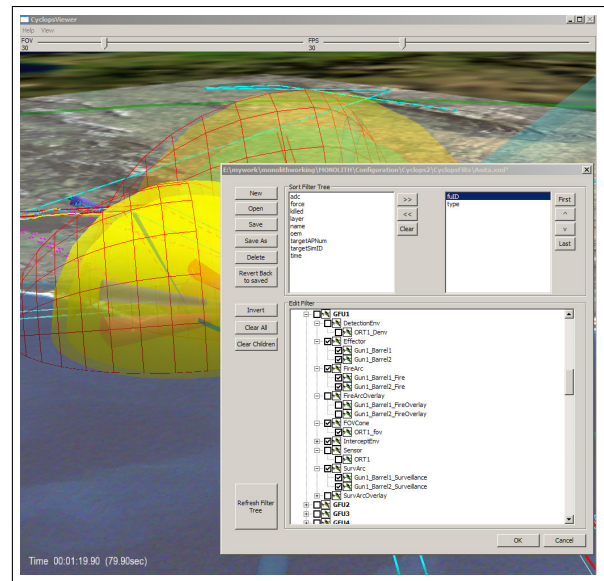 CyclopsViewer
Help View
FOV
30
FPS
30
E:\mywork\monolithworking\MONOLITH\Configuration\Cyclops2\CyclopsFilts\Anita.xml*
New
Open
Save
Save As
Delete
Revert Back
to saved
Sort Filter Tree
adc
force
killed
layer
name
oem
targetAPNum
targetSimID
time
>>
<<
Clear
fuID
type
First
^
v
Last
Invert
Clear All
Clear Children
Refresh Filter
Tree
Edit Filter
GFU1
DetectionEnv
ORT1_Denv
Effector
Gun1_Barrel1
Gun1_Barrel2
FireArc
Gun1_Barrel1_Fire
Gun1_Barrel2_Fire
FireArcOverlay
Gun1_Barrel1_FireOverlay
Gun1_Barrel2_FireOverlay
FOVCone
ORT1_fov
InterceptEnv
Sensor
ORT1
SurvArc
Gun1_Barrel1_Surveillance
Gun1_Barrel2_Surveillance
SurvArcOverlay
GFU2
GFU3
GFU4
OK
Cancel
Time 00:01:19.90 (79.90sec)